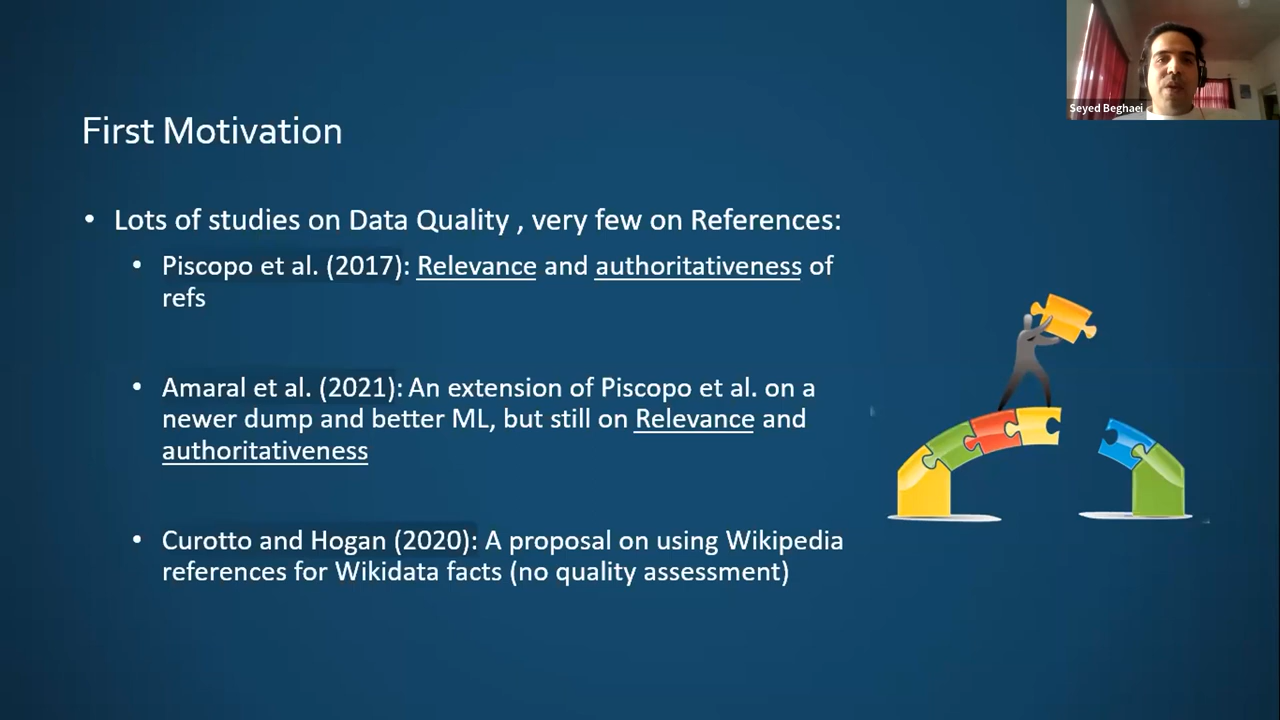 Seyed Beghaei
First Motivation
• Lots of studies on Data Quality , very few on References:
• Piscopo et al. (2017): Relevance and authoritativeness of
refs
• Amaral et al. (2021): An extension of Piscopo et al. on a
newer dump and better ML, but still on Relevance and
authoritativeness
• Curotto and Hogan (2020): A proposal on using Wikipedia
references for Wikidata facts (no quality assessment)